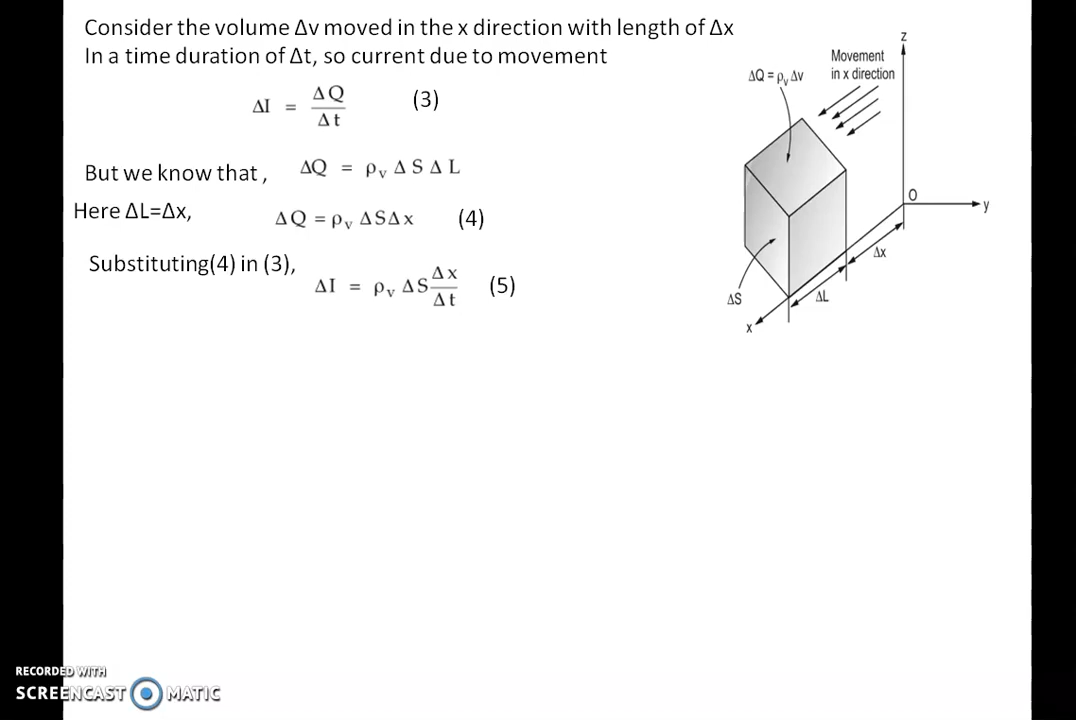 Consider the volume Δv moved in the x direction with length of Δx
In a time duration of Δt, so current due to movement
ΔI = ΔQ / Δt (3)
But we know that, ΔQ = ρᵥ Δ S Δ L
Here ΔL=Δx, ΔQ = ρᵥ ΔSΔx (4)
Substituting(4) in (3),
ΔI = ρᵥ ΔS Δx / Δt (5)
z
Movement
in x direction
ΔQ = ρᵥ Δv
O
y
Δx
ΔL
ΔS
x
RECORDED WITH
SCREENCAST MATIC